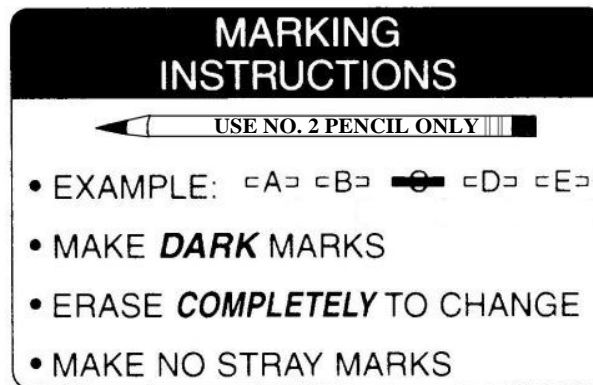 MARKING
INSTRUCTIONS
USE NO. 2 PENCIL ONLY
• EXAMPLE: ⊏A⊐ ⊏B⊐ ⊏C⊐ ⊏D⊐ ⊏E⊐
• MAKE DARK MARKS
• ERASE COMPLETELY TO CHANGE
• MAKE NO STRAY MARKS